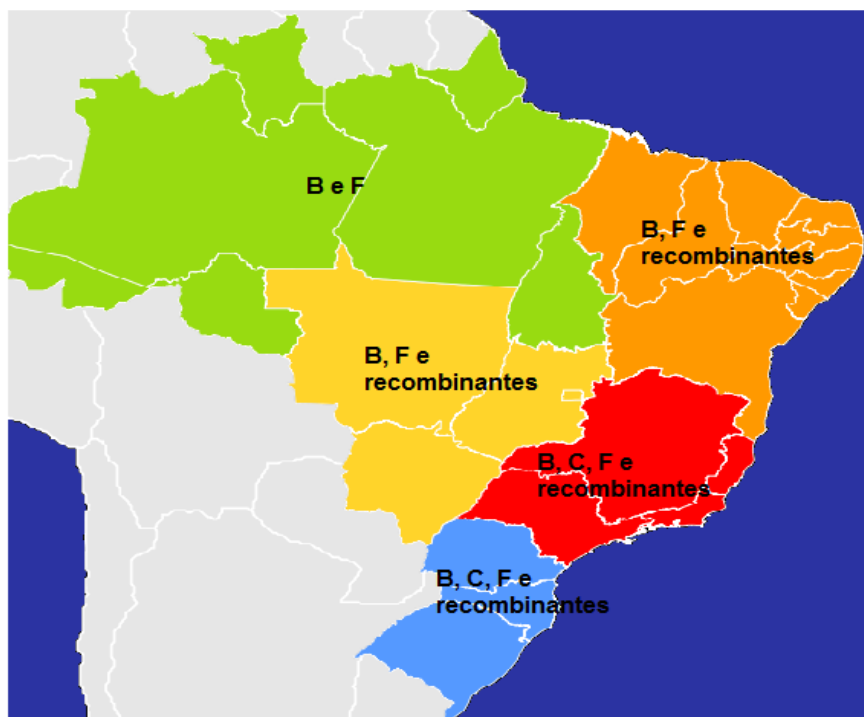 B e F
B, F e
recombinantes
B, F e
recombinantes
B, C, F e
recombinantes
B, C, F e
recombinantes